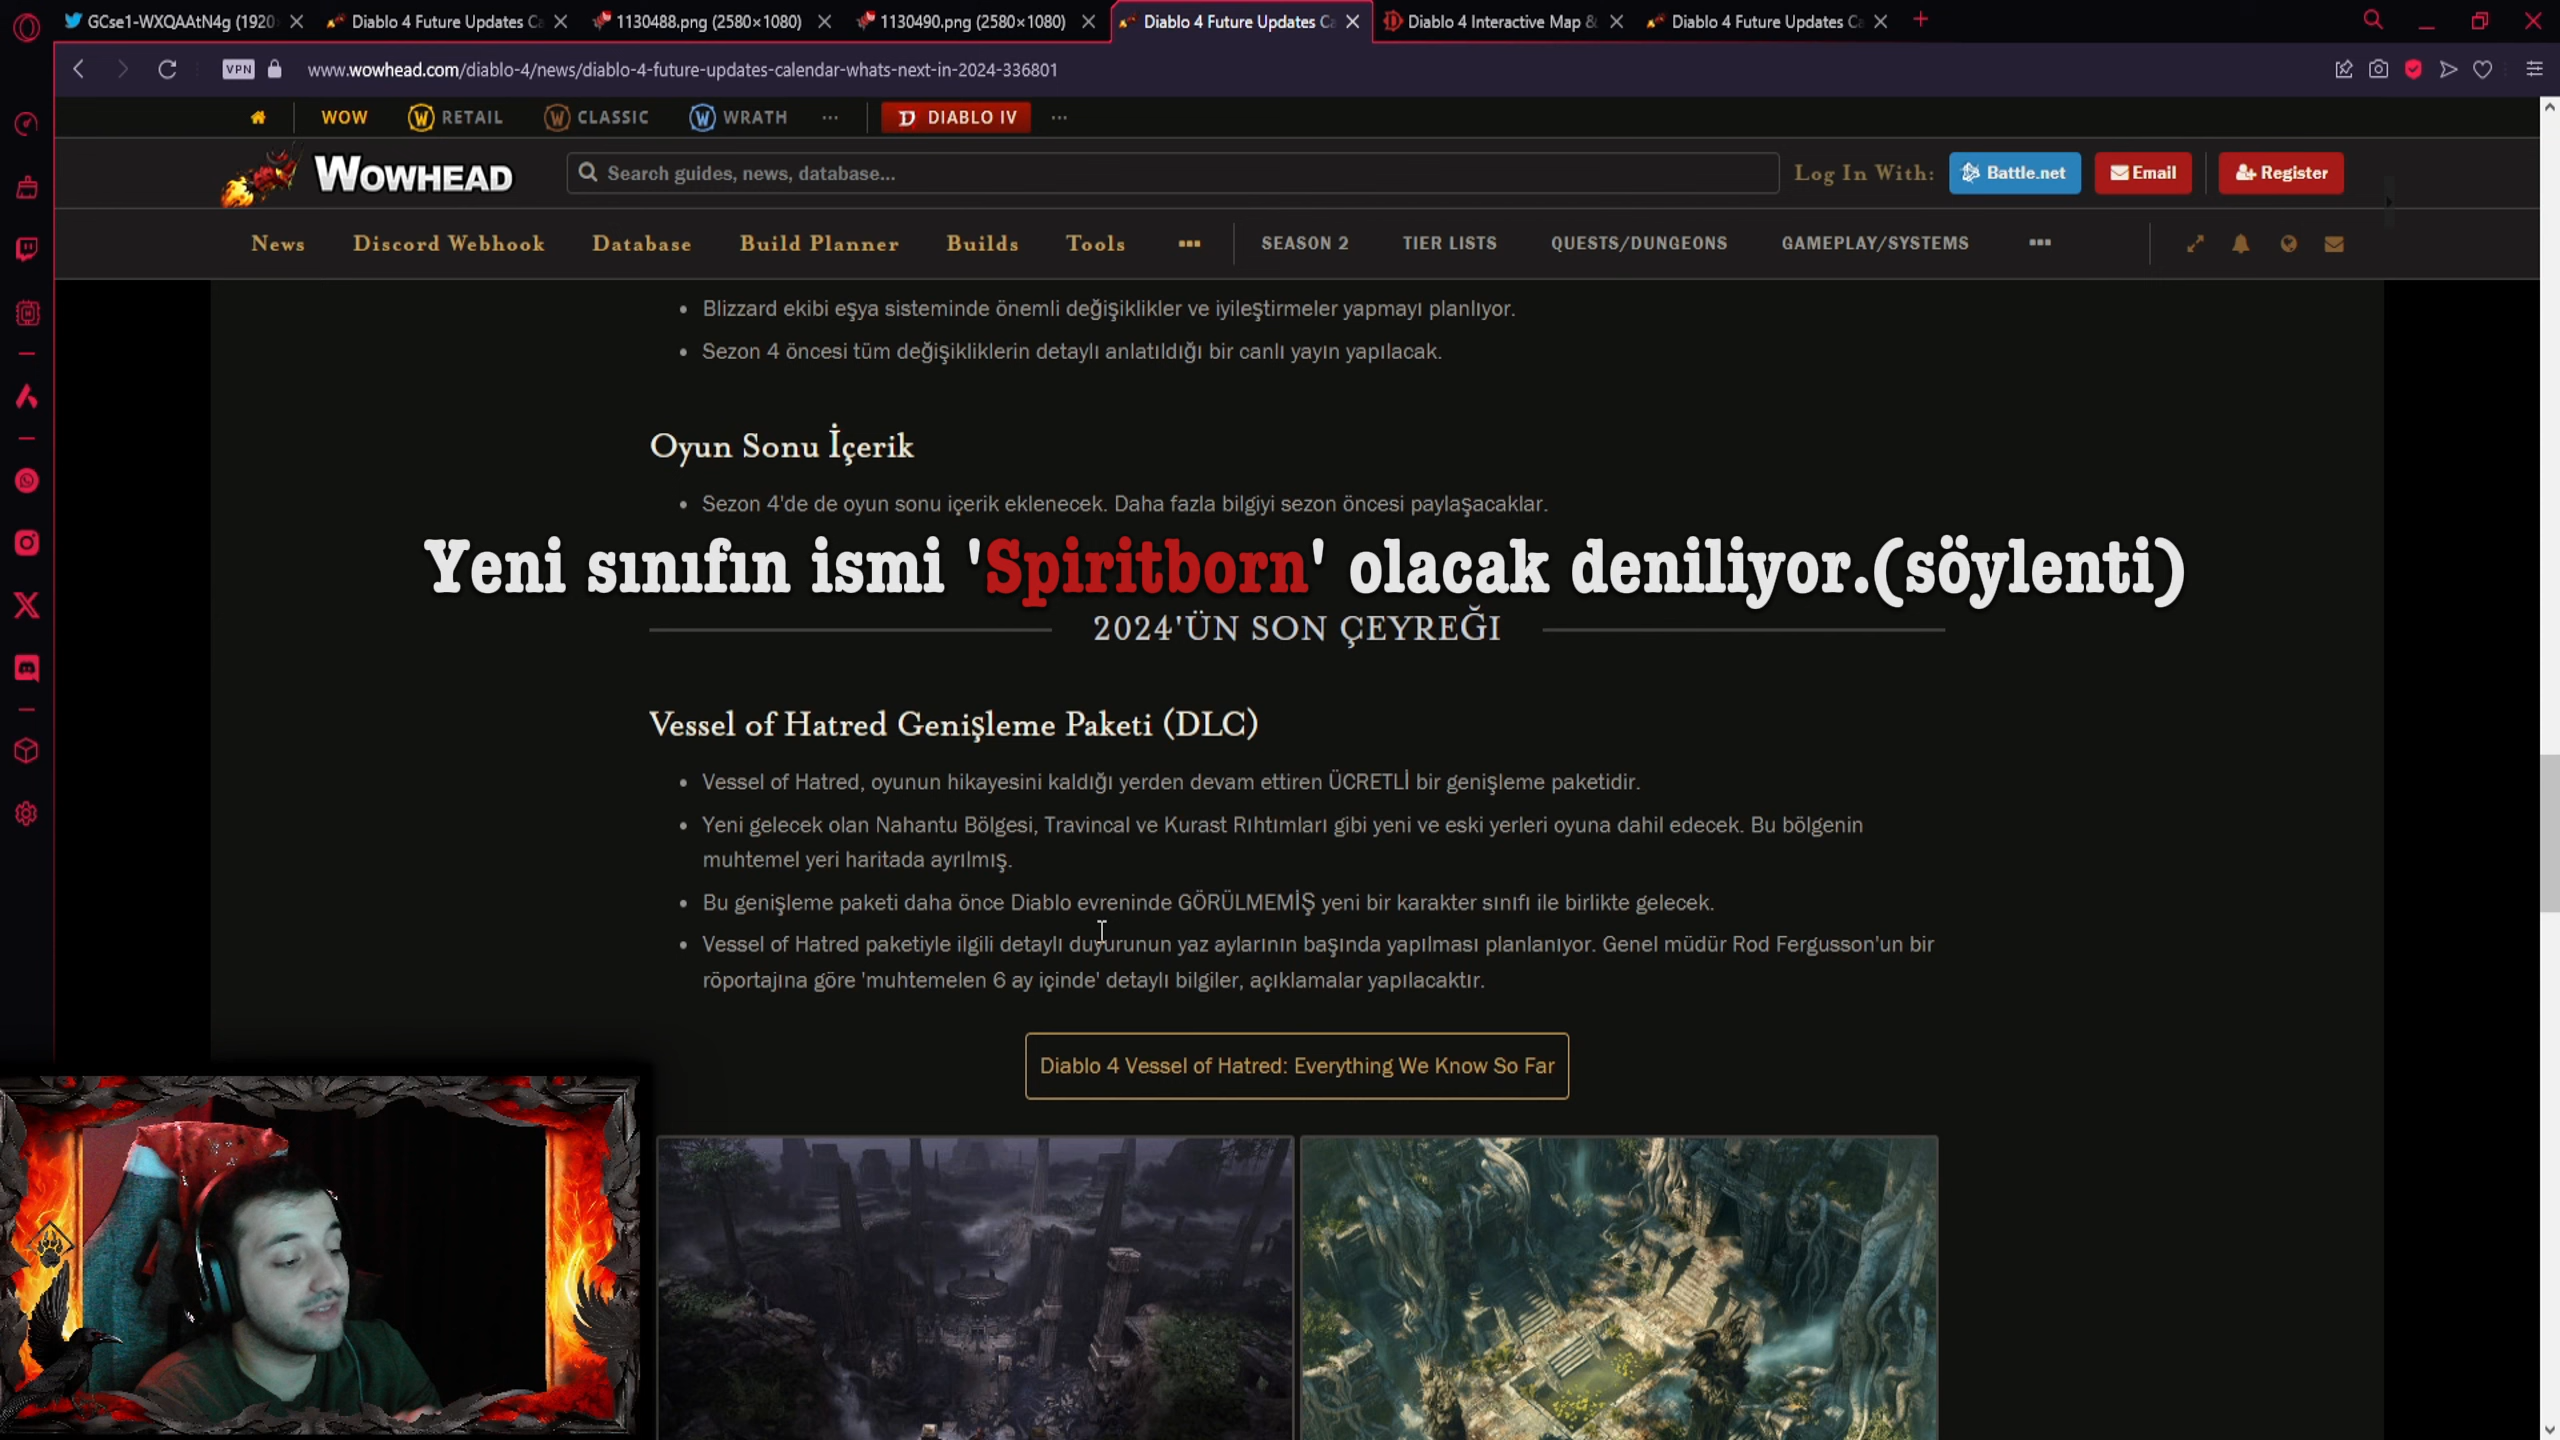 GCse1-WXQAAtN4g (1920
Diablo 4 Future Updates Ca
1130488.png (2580×1080)
1130490.png (2580×1080)
Diablo 4 Future Updates Ca
Diablo 4 Interactive Map &
Diablo 4 Future Updates Ca
VPN
www.wowhead.com/diablo-4/news/diablo-4-future-updates-calendar-whats-next-in-2024-336801
WOW RETAIL CLASSIC WRATH DIABLO IV
WOWHEAD
Search guides, news, database...
Log In With: Battle.net Email Register
News Discord Webhook Database Build Planner Builds Tools SEASON 2 TIER LISTS QUESTS/DUNGEONS GAMEPLAY/SYSTEMS
• Blizzard ekibi eşya sisteminde önemli değişiklikler ve iyileştirmeler yapmayı planlıyor.
• Sezon 4 öncesi tüm değişikliklerin detaylı anlatıldığı bir canlı yayın yapılacak.
Oyun Sonu İçerik
• Sezon 4'de de oyun sonu içerik eklenecek. Daha fazla bilgiyi sezon öncesi paylaşacaklar.
Yeni sınıfın ismi 'Spiritborn' olacak deniliyor.(söylenti)
2024'ÜN SON ÇEYREĞI
Vessel of Hatred Genişleme Paketi (DLC)
• Vessel of Hatred, oyunun hikayesini kaldığı yerden devam ettiren ÜCRETLİ bir genişleme paketidir.
• Yeni gelecek olan Nahantu Bölgesi, Travincal ve Kurast Rıhtımları gibi yeni ve eski yerleri oyuna dahil edecek. Bu bölgenin
muhtemel yeri haritada ayrılmış.
• Bu genişleme paketi daha önce Diablo evreninde GÖRÜLMEMİŞ yeni bir karakter sınıfı ile birlikte gelecek.
• Vessel of Hatred paketiyle ilgili detaylı duyurunun yaz aylarının başında yapılması planlanıyor. Genel müdür Rod Fergusson'un bir
röportajına göre 'muhtemelen 6 ay içinde' detaylı bilgiler, açıklamalar yapılacaktır.
Diablo 4 Vessel of Hatred: Everything We Know So Far